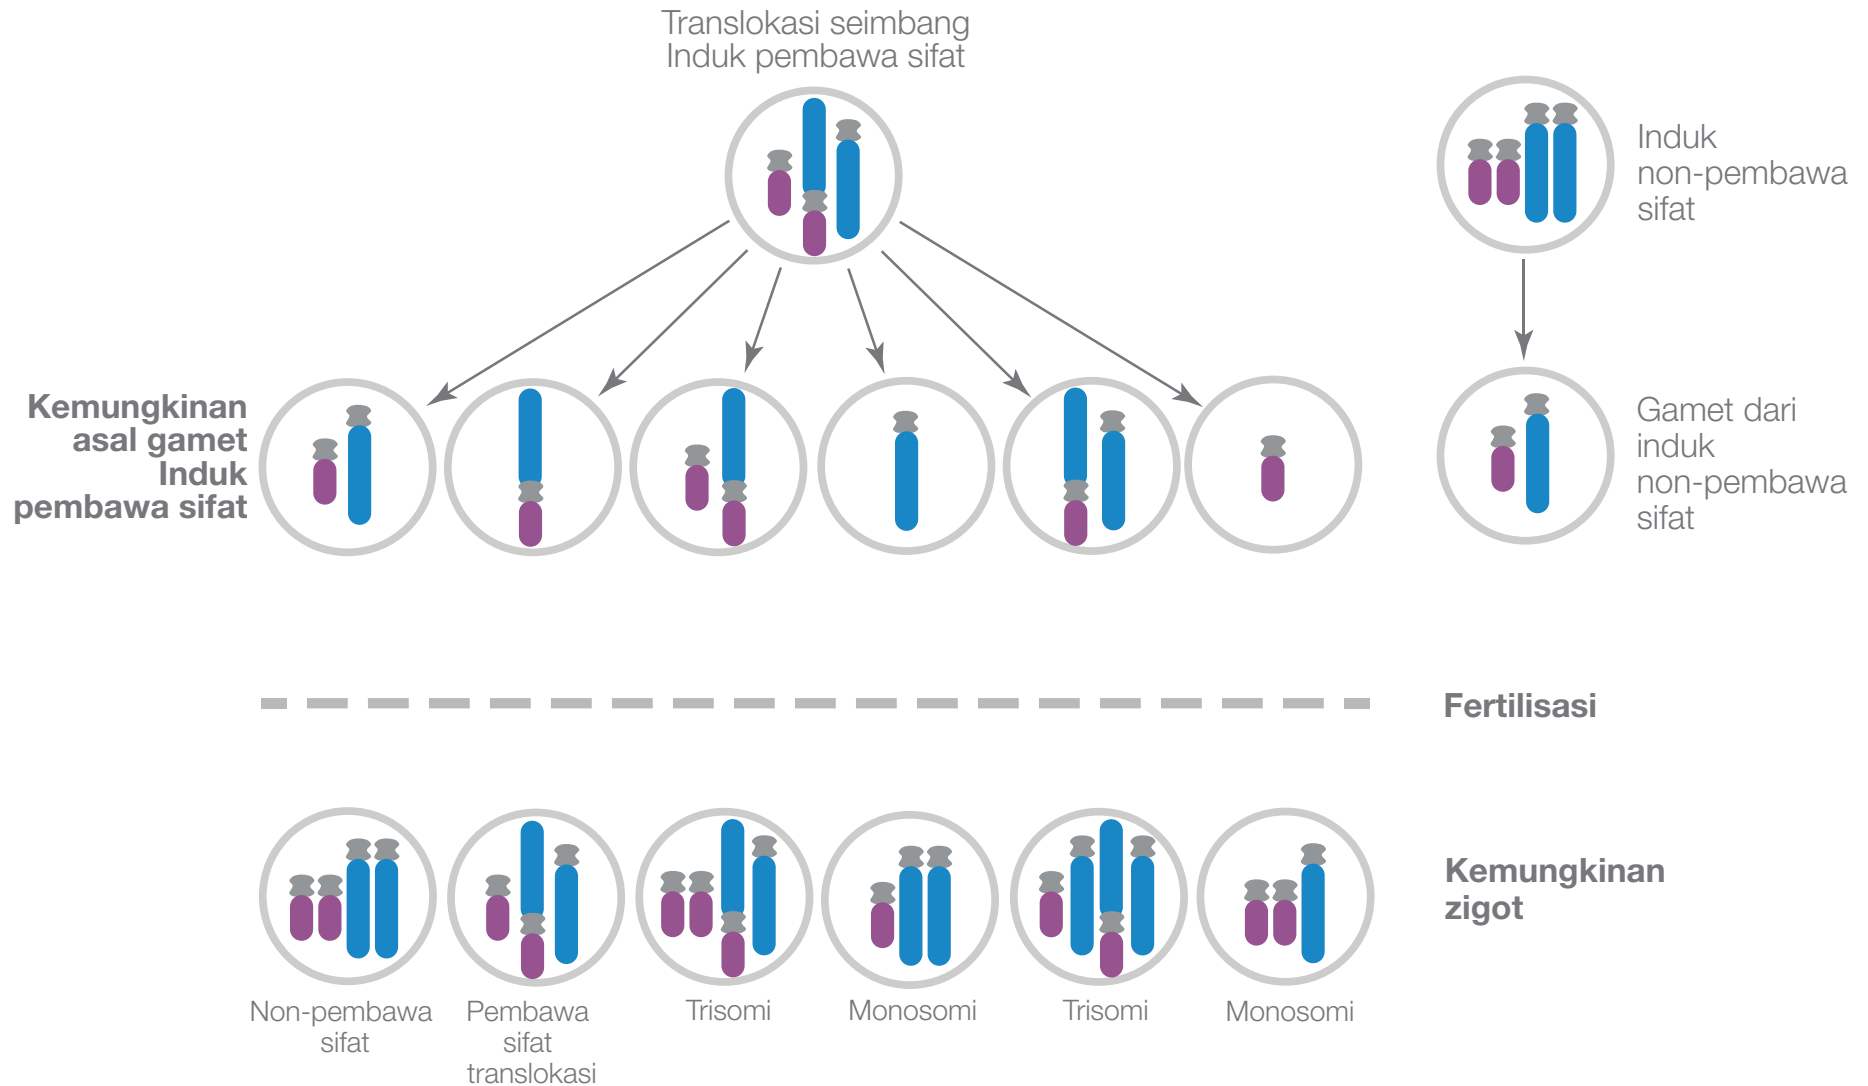 Translokasi seimbang
Induk pembawa sifat
Induk
non-pembawa
sifat
Kemungkinan
asal gamet
Induk
pembawa sifat
Gamet dari
induk
non-pembawa
sifat
Fertilisasi
Kemungkinan
zigot
Non-pembawa
sifat
Pembawa
sifat
translokasi
Trisomi
Monosomi
Trisomi
Monosomi